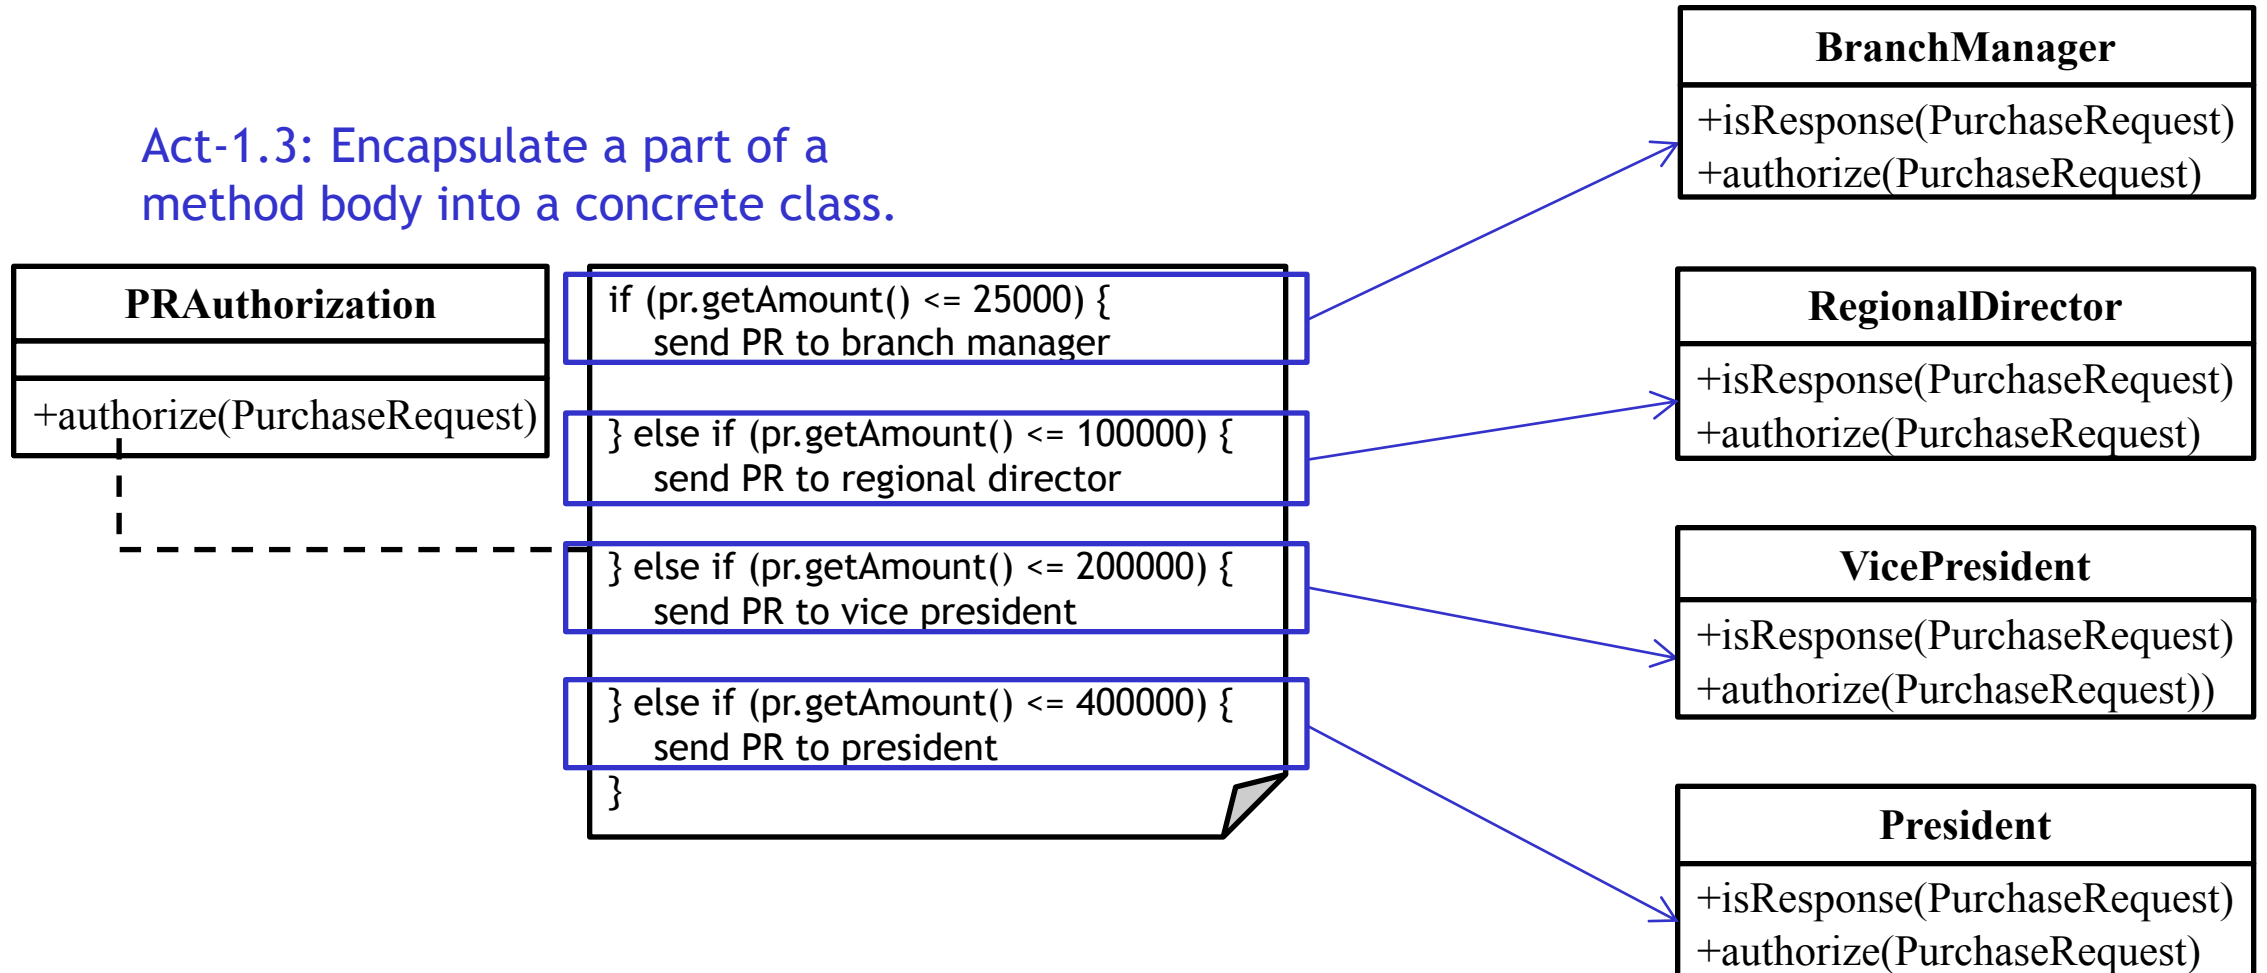 Act-1.3: Encapsulate a part of a
method body into a concrete class.
PRAuthorization
+authorize(PurchaseRequest)
if (pr.getAmount() <= 25000) {
send PR to branch manager
} else if (pr.getAmount() <= 100000) {
send PR to regional director
} else if (pr.getAmount() <= 200000) {
send PR to vice president
} else if (pr.getAmount() <= 400000) {
send PR to president
}
BranchManager
+isResponse(PurchaseRequest)
+authorize(PurchaseRequest)
RegionalDirector
+isResponse(PurchaseRequest)
+authorize(PurchaseRequest)
VicePresident
+isResponse(PurchaseRequest)
+authorize(PurchaseRequest))
President
+isResponse(PurchaseRequest)
+authorize(PurchaseRequest)